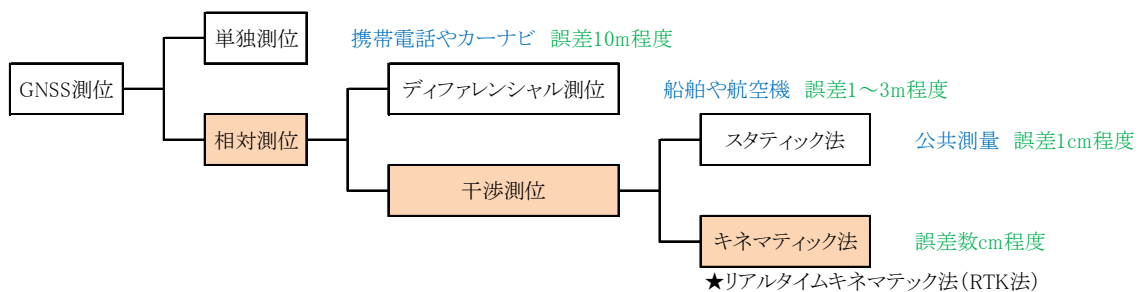 単独測位 携帯電話やカーナビ 誤差10m程度
GNSS測位 ディファレンシャル測位 船舶や航空機 誤差1～3m程度
相対測位 スタティック法 公共測量 誤差1cm程度
干渉測位
キネマティック法 誤差数cm程度
★リアルタイムキネマテック法（RTK法）